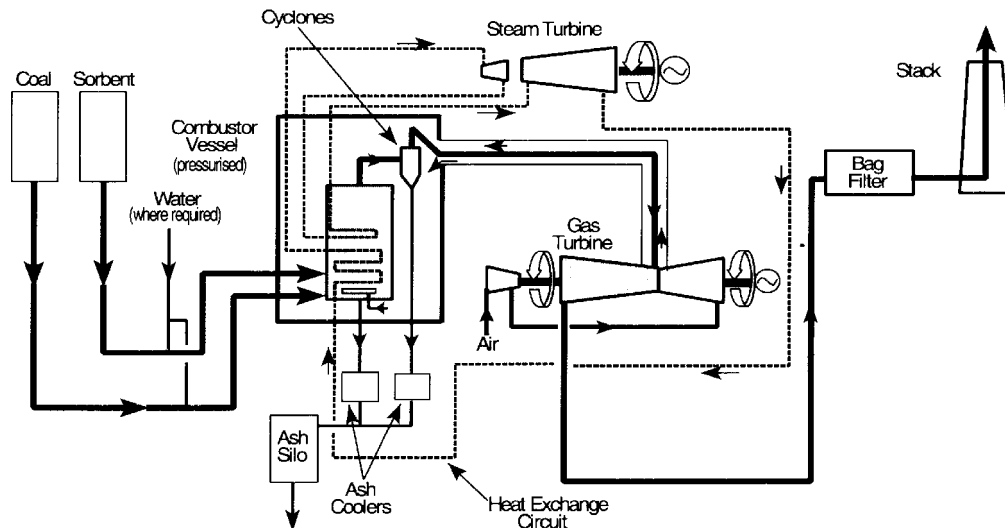 Cyclones
Steam Turbine
Coal
Sorbent
Stack
Combustor
Vessel
(pressurised)
Bag
Filter
Water
(where required)
Gas
Turbine
Air
Ash
Silo
Ash
Coolers
Heat Exchange
Circuit